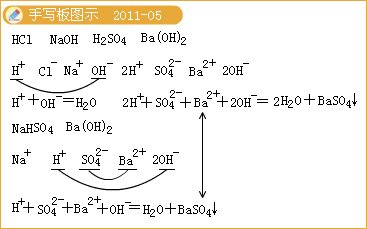 手写板图示 2011-05
HCl NaOH H₂SO₄ Ba(OH)₂
H⁺ Cl⁻ Na⁺ OH⁻ 2H⁺ SO₄²⁻ Ba²⁺ 2OH⁻
H⁺+OH⁻=H₂O 2H⁺+SO₄²⁻+Ba²⁺+2OH⁻=2H₂O+BaSO₄↓
NaHSO₄ Ba(OH)₂
Na⁺ H⁺ SO₄²⁻ Ba²⁺ 2OH⁻
H⁺+SO₄²⁻+Ba²⁺+OH⁻=H₂O+BaSO₄↓